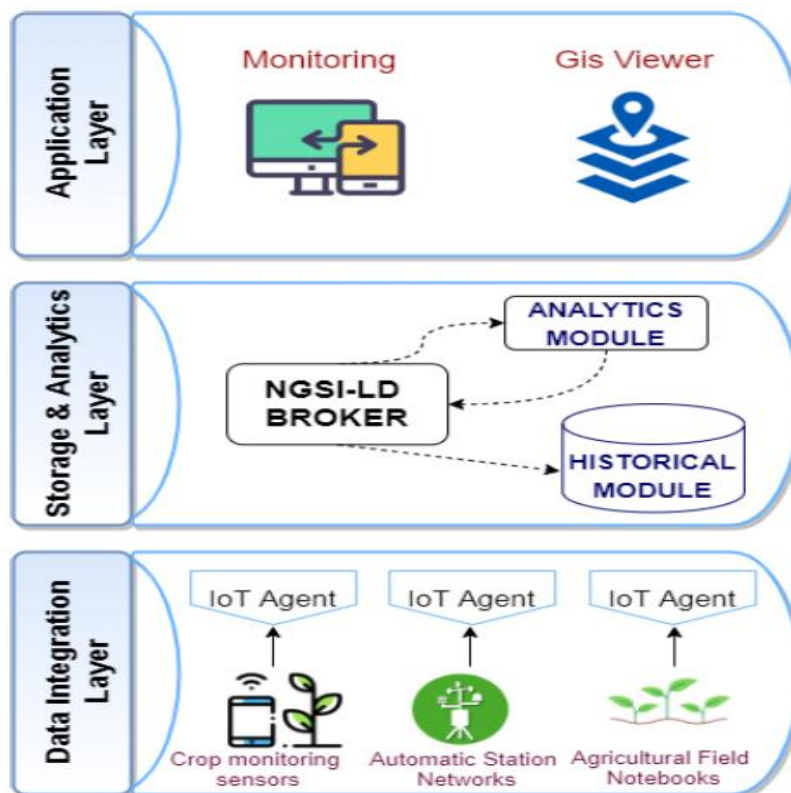 Application
Layer
Monitoring
Gis Viewer
Storage & Analytics
Layer
ANALYTICS
MODULE
NGSI-LD
BROKER
HISTORICAL
MODULE
Data Integration
Layer
IoT Agent
IoT Agent
IoT Agent
Crop monitoring
sensors
Automatic Station
Networks
Agricultural Field
Notebooks